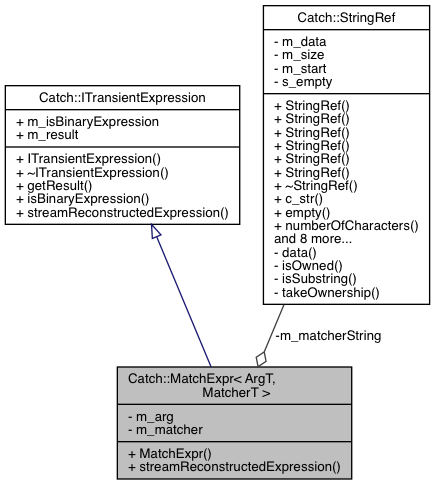 Catch::StringRef
- m_data
- m_size
- m_start
- s_empty
+ StringRef()
+ StringRef()
+ StringRef()
+ StringRef()
+ StringRef()
+ StringRef()
+ ~StringRef()
+ c_str()
+ empty()
+ numberOfCharacters()
and 8 more...
- data()
- isOwned()
- isSubstring()
- takeOwnership()
Catch::ITransientExpression
+ m_isBinaryExpression
+ m_result
+ ITransientExpression()
+ ~ITransientExpression()
+ getResult()
+ isBinaryExpression()
+ streamReconstructedExpression()
-m_matcherString
Catch::MatchExpr< ArgT,
MatcherT >
- m_arg
- m_matcher
+ MatchExpr()
+ streamReconstructedExpression()